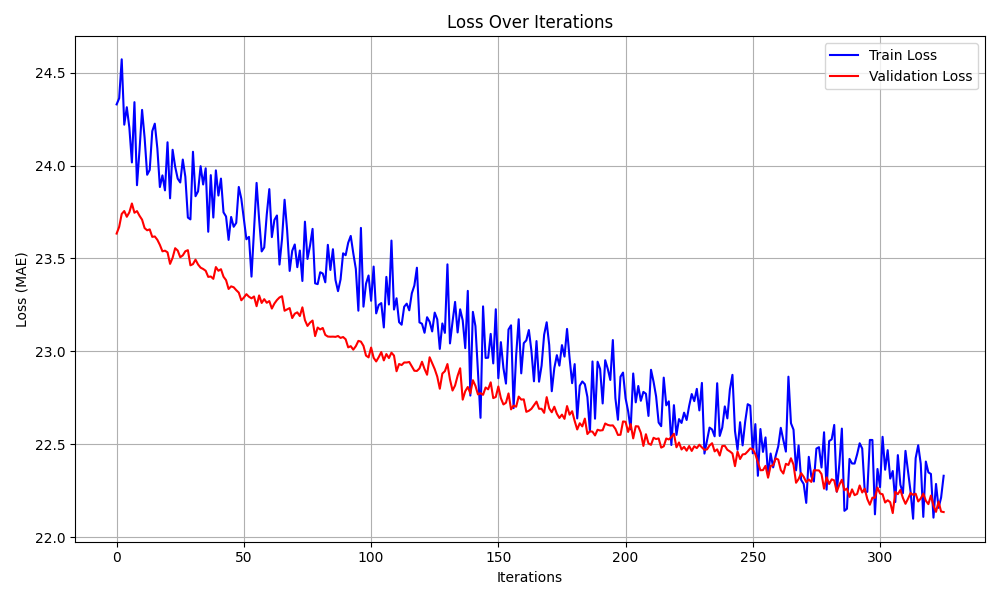 Loss Over Iterations
Train Loss
Validation Loss
Loss (MAE)
24.5
24.0
23.5
23.0
22.5
22.0
0
50
100
150
200
250
300
Iterations